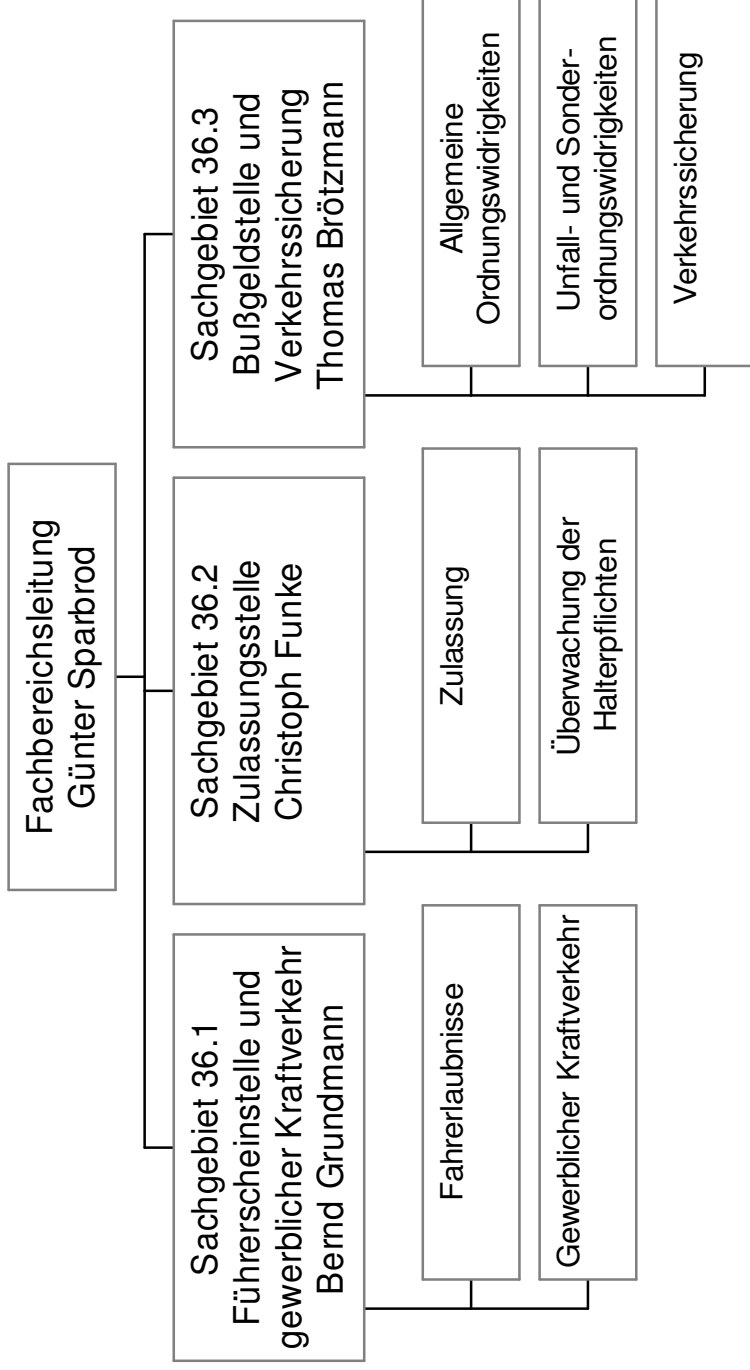 Fachbereichsleitung
Günter Sparbrod
Sachgebiet 36.1
Führerscheinstelle und
gewerblicher Kraftverkehr
Bernd Grundmann
Fahrerlaubnisse
Gewerblicher Kraftverkehr
Sachgebiet 36.2
Zulassungsstelle
Christoph Funke
Zulassung
Überwachung der
Halterpflichten
Sachgebiet 36.3
Bußgeldstelle und
Verkehrssicherung
Thomas Brötzmann
Allgemeine
Ordnungswidrigkeiten
Unfall- und Sonder-
ordnungswidrigkeiten
Verkehrssicherung